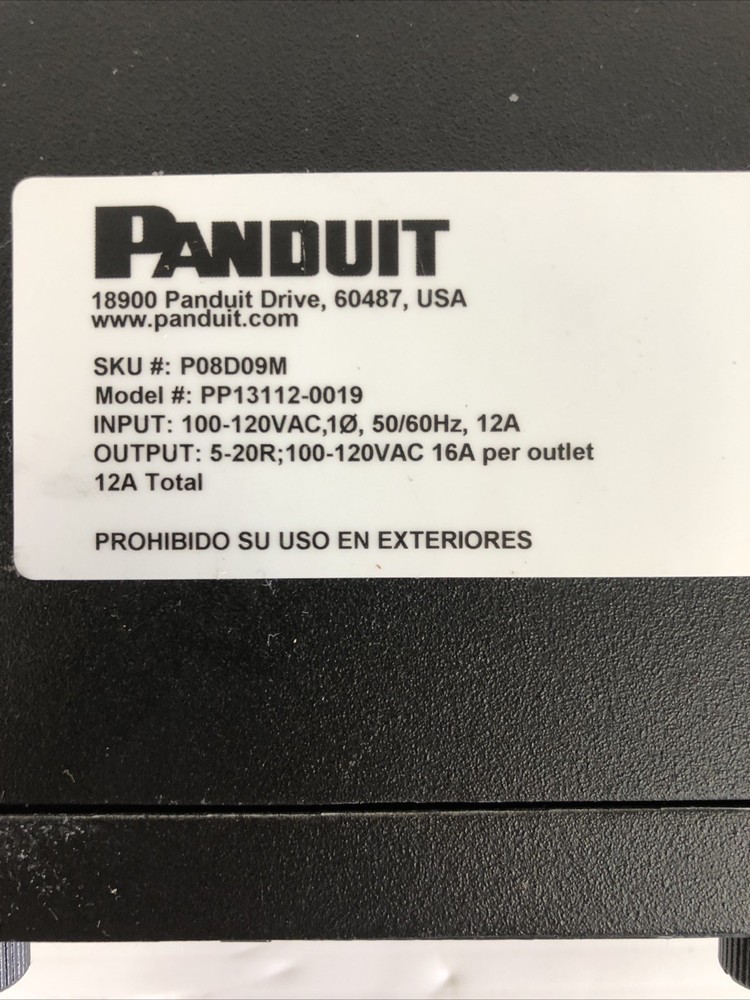 PANDUIT
18900 Panduit Drive, 60487, USA
www.panduit.com
SKU #: P08D09M
Model #: PP13112-0019
INPUT: 100-120VAC,1Ø, 50/60Hz, 12A
OUTPUT: 5-20R;100-120VAC 16A per outlet
12A Total
PROHIBIDO SU USO EN EXTERIORES